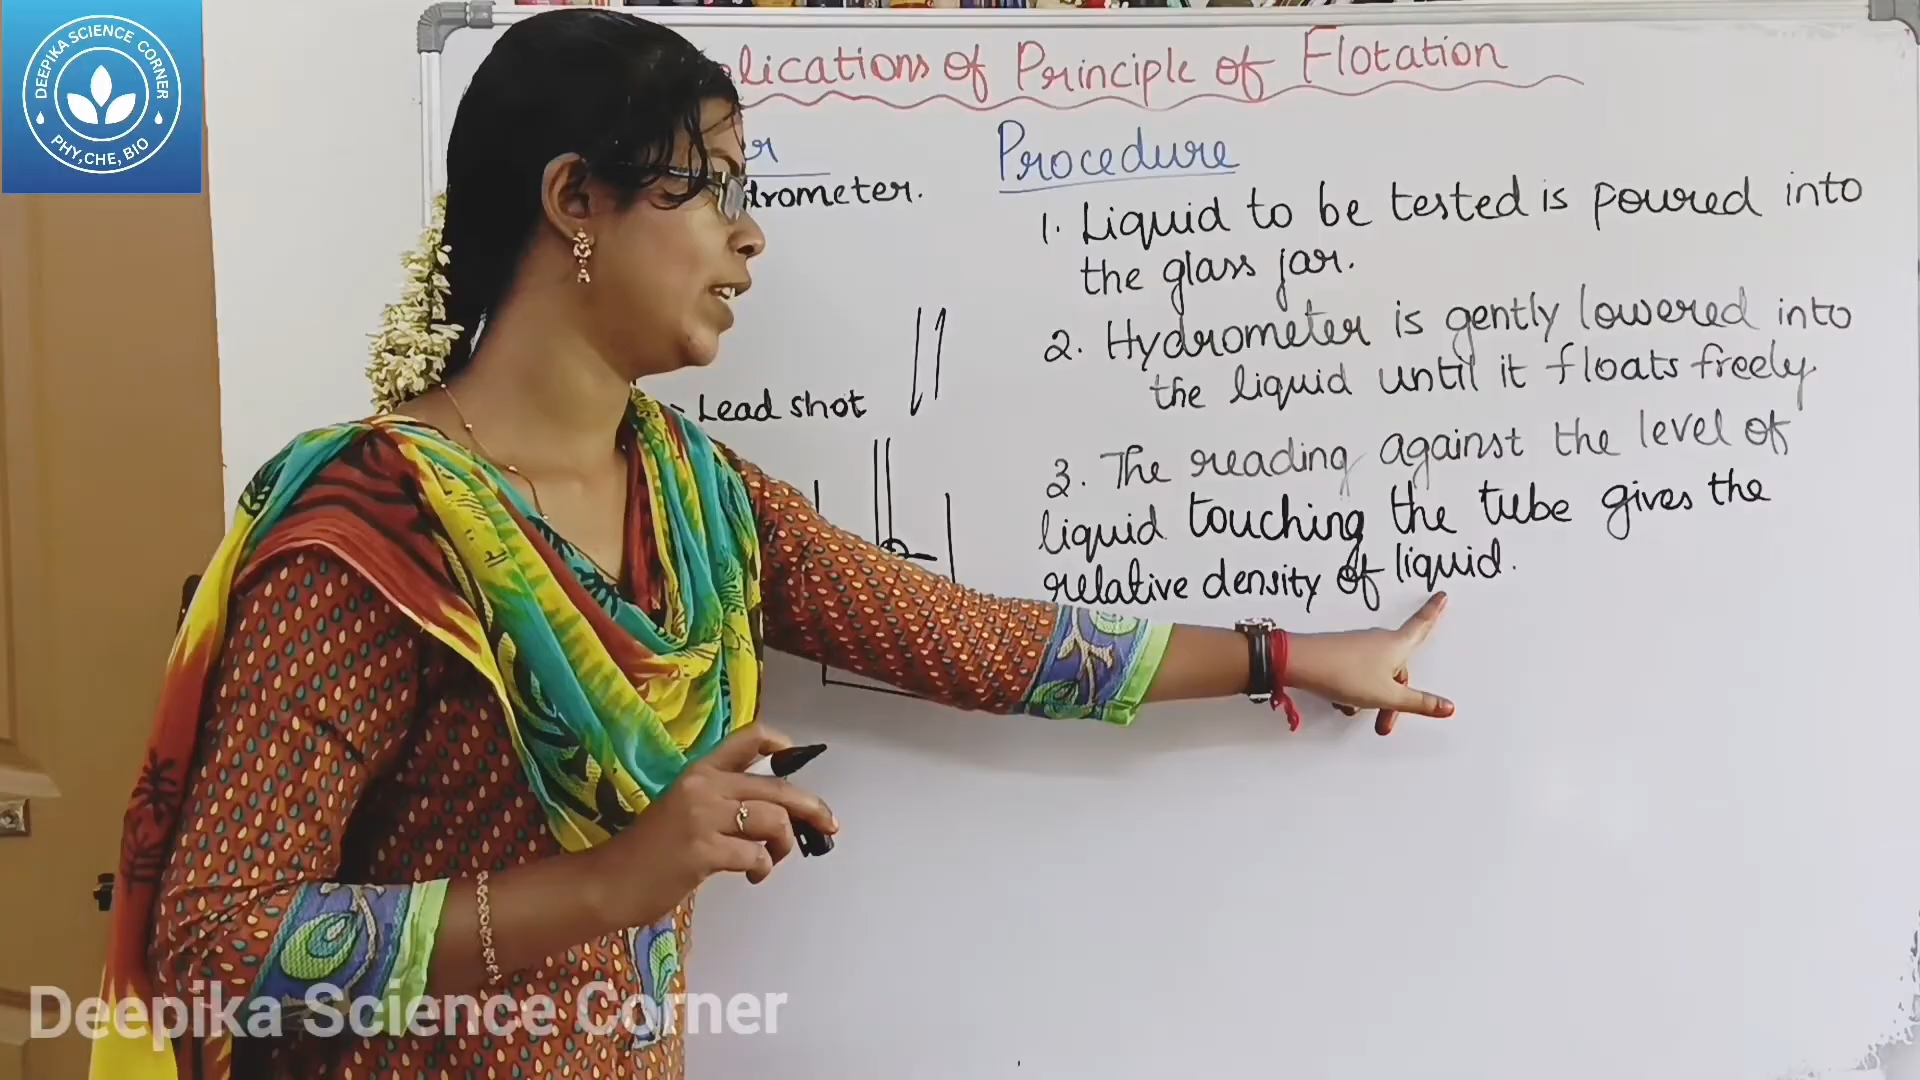 DEEPIKA SCIENCE CORNER
PHY,CHE, BIO
of Principle of Flotation
Procedure
1. Liquid to be tested is poured into
the glass jar.
2. Hydrometer is gently lowered into
the liquid until it floats freely
3. The reading against the level of
liquid touching the tube gives the
relative density of liquid.
Lead shot
Deepika Science Corner